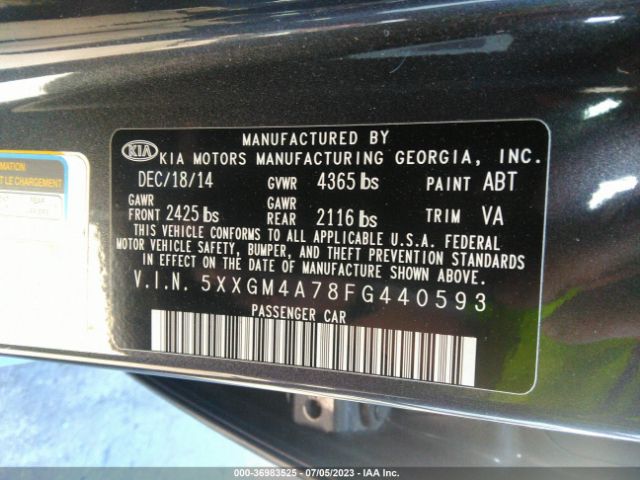 MANUFACTURED BY
KIA KIA MOTORS MANUFACTURING GEORGIA, INC.
DEC/18/14 GVWR 4365 lbs PAINT ABT
GAWR FRONT 2425 lbs GAWR REAR 2116 lbs TRIM VA
THIS VEHICLE CONFORMS TO ALL APPLICABLE U.S.A. FEDERAL
MOTOR VEHICLE SAFETY, BUMPER, AND THEFT PREVENTION STANDARDS
IN EFFECT ON THE DATE OF MANUFACTURE SHOWN ABOVE.
V.I.N. 5XXGM4A78FG440593
PASSENGER CAR
LE CHARGEMENT
000-36983525 - 07/05/2023 - IAA Inc.